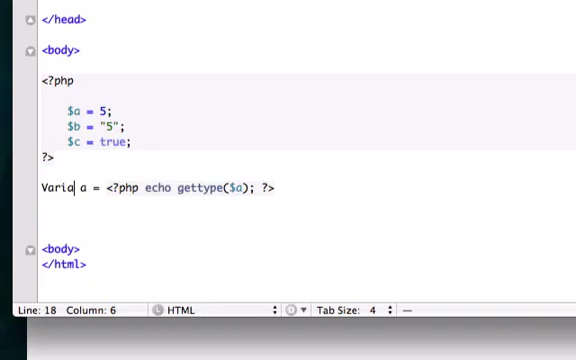 </head>
<body>
<?php
$a = 5;
$b = "5";
$c = true;
?>
Varia a = <?php echo gettype($a); ?>
<body>
</html>
Line: 18 Column: 6 L HTML Tab Size: 4 —